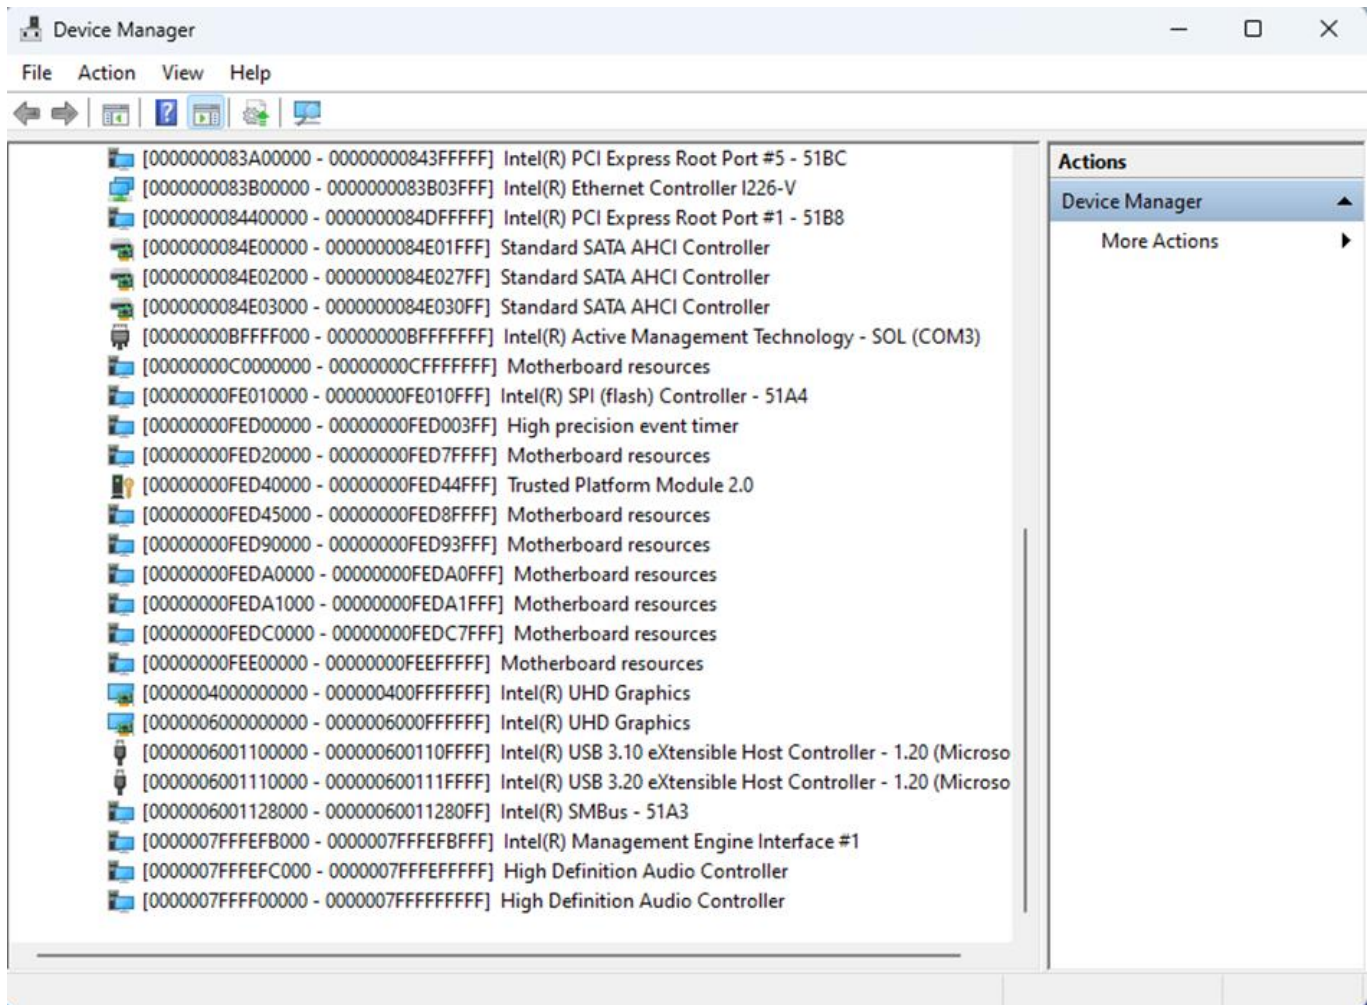 Device Manager
File Action View Help
[0000000083A00000 - 00000000843FFFFF] Intel(R) PCI Express Root Port #5 - 51BC
[0000000083B00000 - 0000000083B03FFF] Intel(R) Ethernet Controller I226-V
[0000000084400000 - 0000000084DFFFFF] Intel(R) PCI Express Root Port #1 - 51B8
[0000000084E00000 - 0000000084E01FFF] Standard SATA AHCI Controller
[0000000084E02000 - 0000000084E027FF] Standard SATA AHCI Controller
[0000000084E03000 - 0000000084E030FF] Standard SATA AHCI Controller
[00000000BFFFF000 - 00000000BFFFFFFF] Intel(R) Active Management Technology - SOL (COM3)
[00000000C0000000 - 00000000CFFFFFFF] Motherboard resources
[00000000FE010000 - 00000000FE010FFF] Intel(R) SPI (flash) Controller - 51A4
[00000000FED00000 - 00000000FED003FF] High precision event timer
[00000000FED20000 - 00000000FED7FFFF] Motherboard resources
[00000000FED40000 - 00000000FED44FFF] Trusted Platform Module 2.0
[00000000FED45000 - 00000000FED8FFFF] Motherboard resources
[00000000FED90000 - 00000000FED93FFF] Motherboard resources
[00000000FEDA0000 - 00000000FEDA0FFF] Motherboard resources
[00000000FEDA1000 - 00000000FEDA1FFF] Motherboard resources
[00000000FEDC0000 - 00000000FEDC7FFF] Motherboard resources
[00000000FEE00000 - 00000000FEEFFFFF] Motherboard resources
[0000004000000000 - 000000400FFFFFFF] Intel(R) UHD Graphics
[0000006000000000 - 0000006000FFFFFF] Intel(R) UHD Graphics
[0000006001100000 - 000000600110FFFF] Intel(R) USB 3.10 eXtensible Host Controller - 1.20 (Microso
[0000006001110000 - 000000600111FFFF] Intel(R) USB 3.20 eXtensible Host Controller - 1.20 (Microso
[0000006001128000 - 00000060011280FF] Intel(R) SMBus - 51A3
[0000007FFFEFB000 - 0000007FFFEFBFFF] Intel(R) Management Engine Interface #1
[0000007FFFEFC000 - 0000007FFFEFFFFF] High Definition Audio Controller
[0000007FFFF00000 - 0000007FFFFFFFFF] High Definition Audio Controller
Actions
Device Manager
More Actions